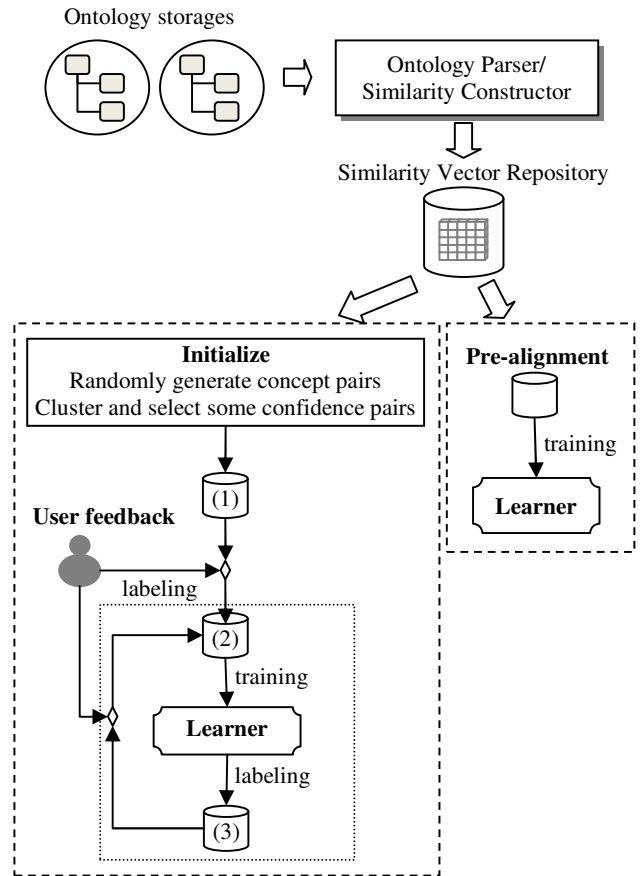 Ontology storages
Ontology Parser/
Similarity Constructor
Similarity Vector Repository
Initialize
Randomly generate concept pairs
Cluster and select some confidence pairs
(1)
User feedback
labeling
(2)
training
Learner
labeling
(3)
Pre-alignment
training
Learner